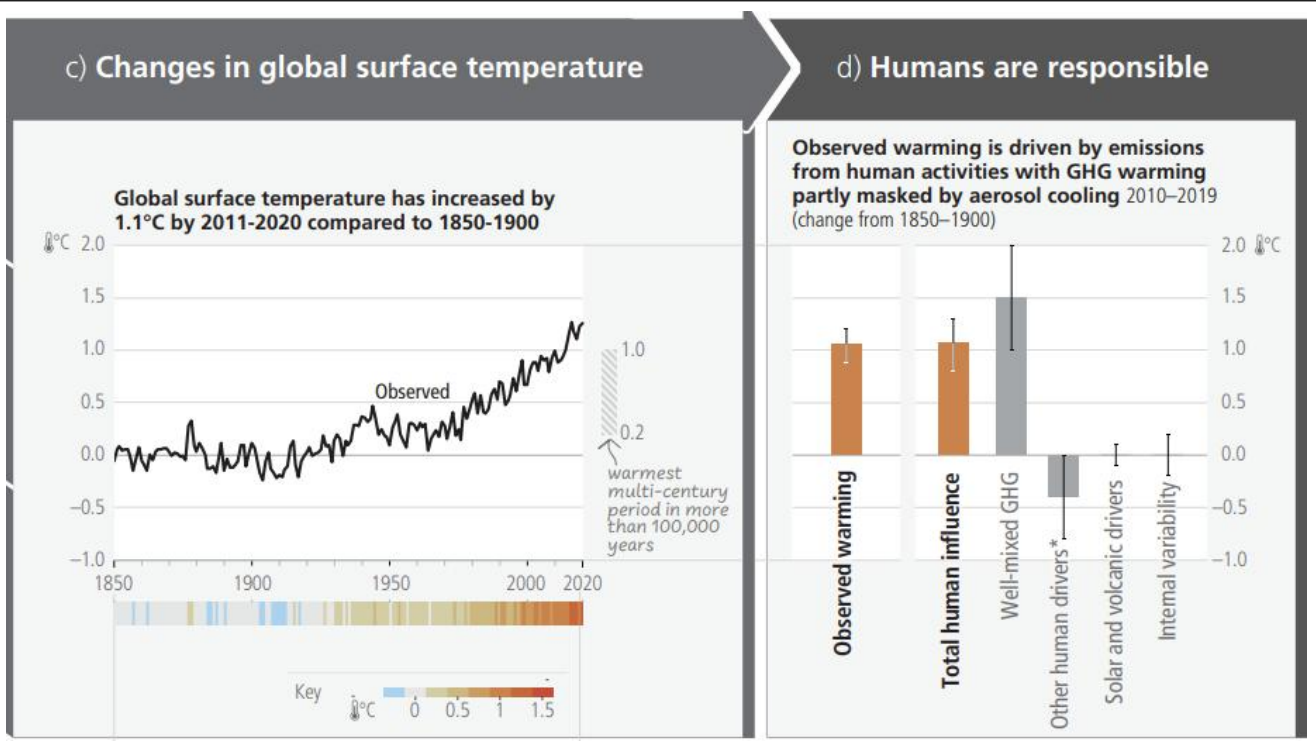 c) Changes in global surface temperature
Global surface temperature has increased by
1.1°C by 2011-2020 compared to 1850-1900
°C 2.0
1.5
1.0
0.5
0.0
−0.5
−1.0
Observed
1.0
0.2
warmest
multi-century
period in more
than 100,000
years
1850 1900 1950 2000 2020
Key
°C 0 0.5 1 1.5
d) Humans are responsible
Observed warming is driven by emissions
from human activities with GHG warming
partly masked by aerosol cooling 2010–2019
(change from 1850–1900)
2.0 °C
1.5
1.0
0.5
0.0
−0.5
−1.0
Observed warming
Total human influence
Well-mixed GHG
Other human drivers*
Solar and volcanic drivers
Internal variability